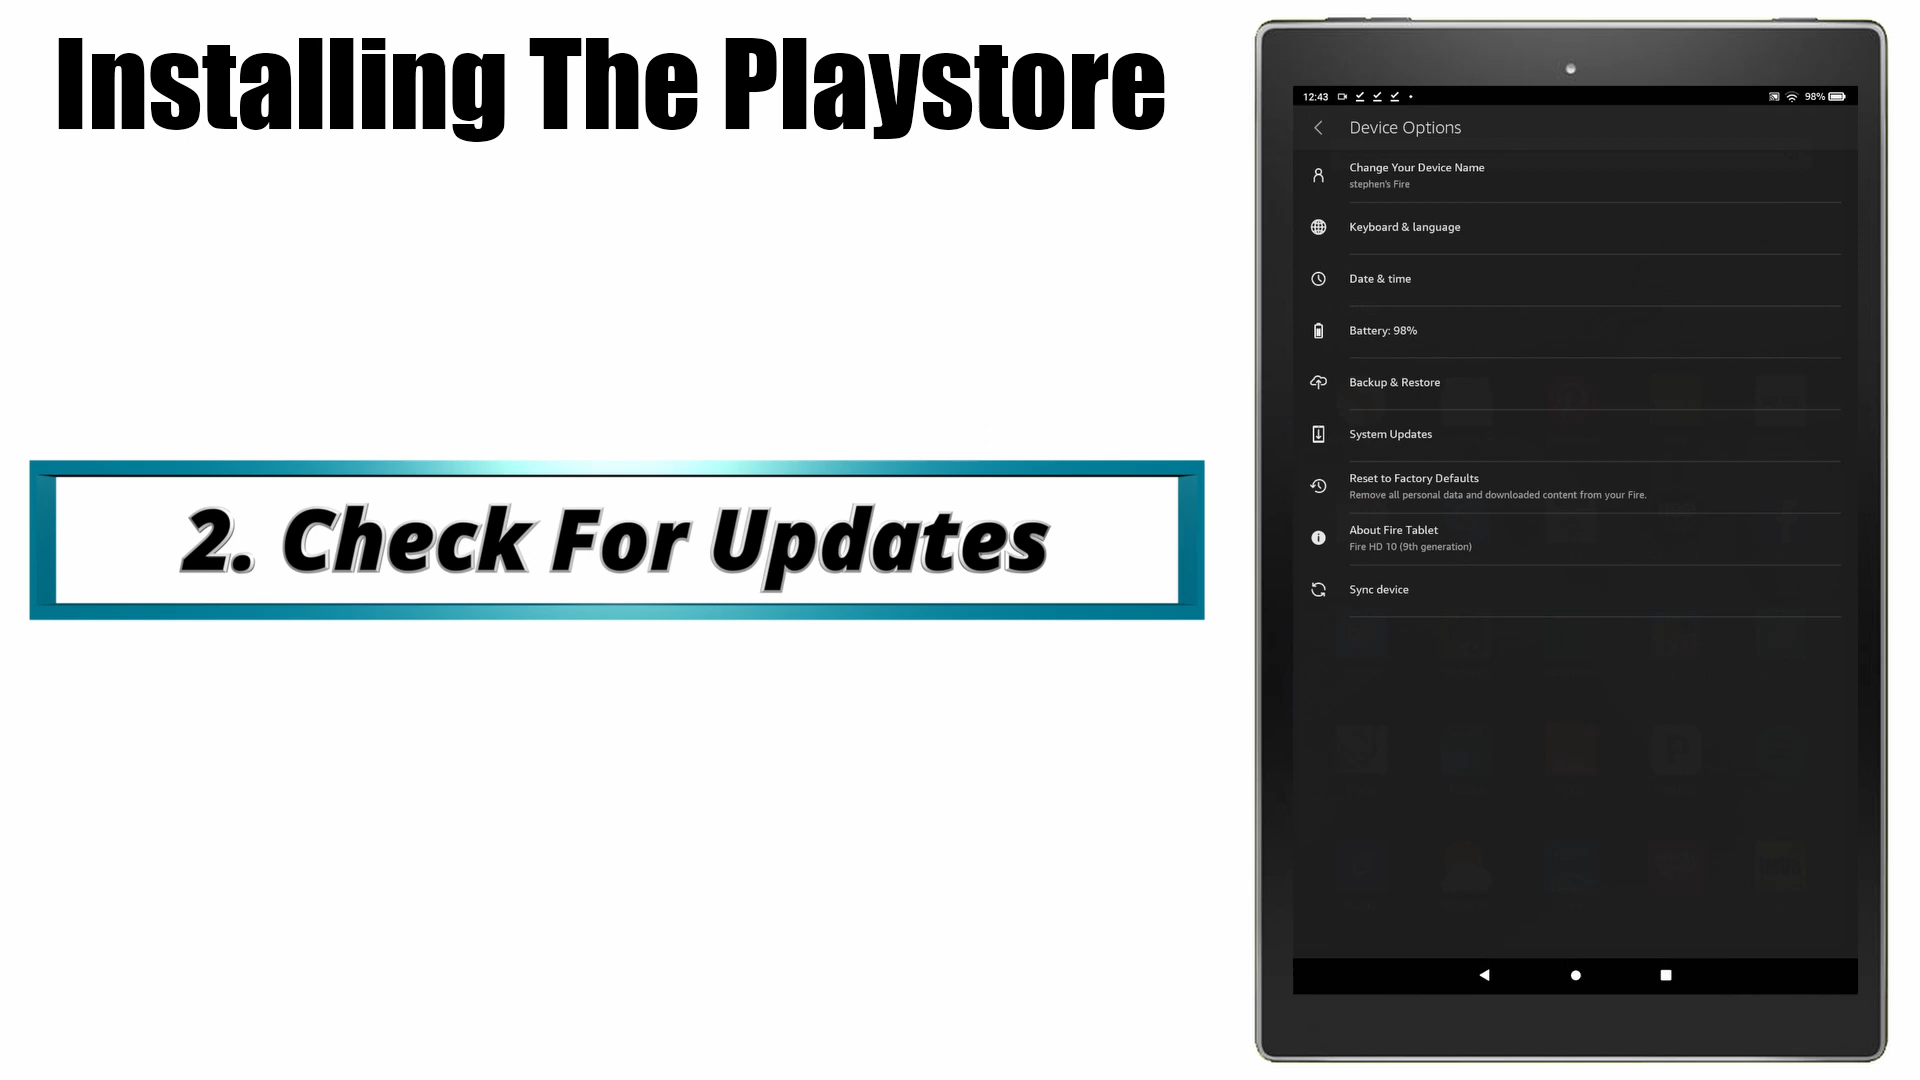 Installing The Playstore
2. Check For Updates
12:43
98%
Device Options
Change Your Device Name
stephen's Fire
Keyboard & language
Date & time
Battery: 98%
Backup & Restore
System Updates
Reset to Factory Defaults
Remove all personal data and downloaded content from your Fire.
About Fire Tablet
Fire HD 10 (9th generation)
Sync device